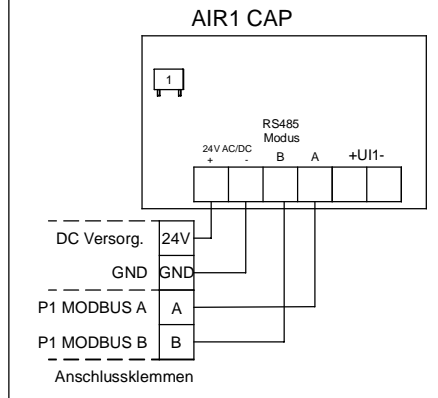 AIR1 CAP
1
RS485
Modus
24V AC/DC
+ - B A +UI1-
DC Versorg. 24V
GND GND
P1 MODBUS A A
P1 MODBUS B B
Anschlussklemmen